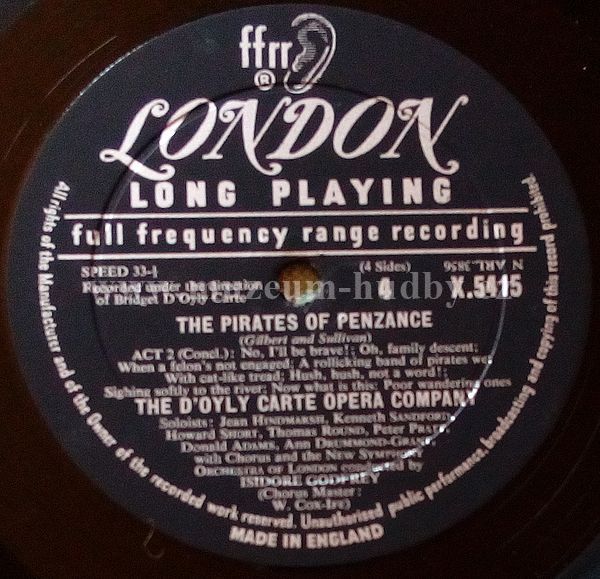 ffrr
®
LONDON
LONG PLAYING
full frequency range recording
SPEED 33-⅓
Recorded under the direction
of Bridget D'Oyly Carte
(4 Sides)
4
N ARL-3856
X.5415
THE PIRATES OF PENZANCE
(Gilbert and Sullivan)
ACT 2 (Concl.): No, I'll be brave!; Oh, family descent;
When a felon's not engaged; A rollicking band of pirates we;
With cat-like tread; Hush, hush, not a word!;
Sighing softly to the river; Now what is this; Poor wandering ones
THE D'OYLY CARTE OPERA COMPANY
Soloists: Jean HINDMARSH, Kenneth SANDFORD,
Howard SHORT, Thomas ROUND, Peter PRATT,
Donald ADAMS, Ann DRUMMOND-GRANT
with Chorus and the NEW SYMPHONY
ORCHESTRA OF LONDON conducted by
ISIDORE GODFREY
(Chorus Master:
W. Cox-Ife)
All rights of the Manufacturer and of the Owner of the recorded work reserved. Unauthorised public performance, broadcasting and copying of this record prohibited.
MADE IN ENGLAND